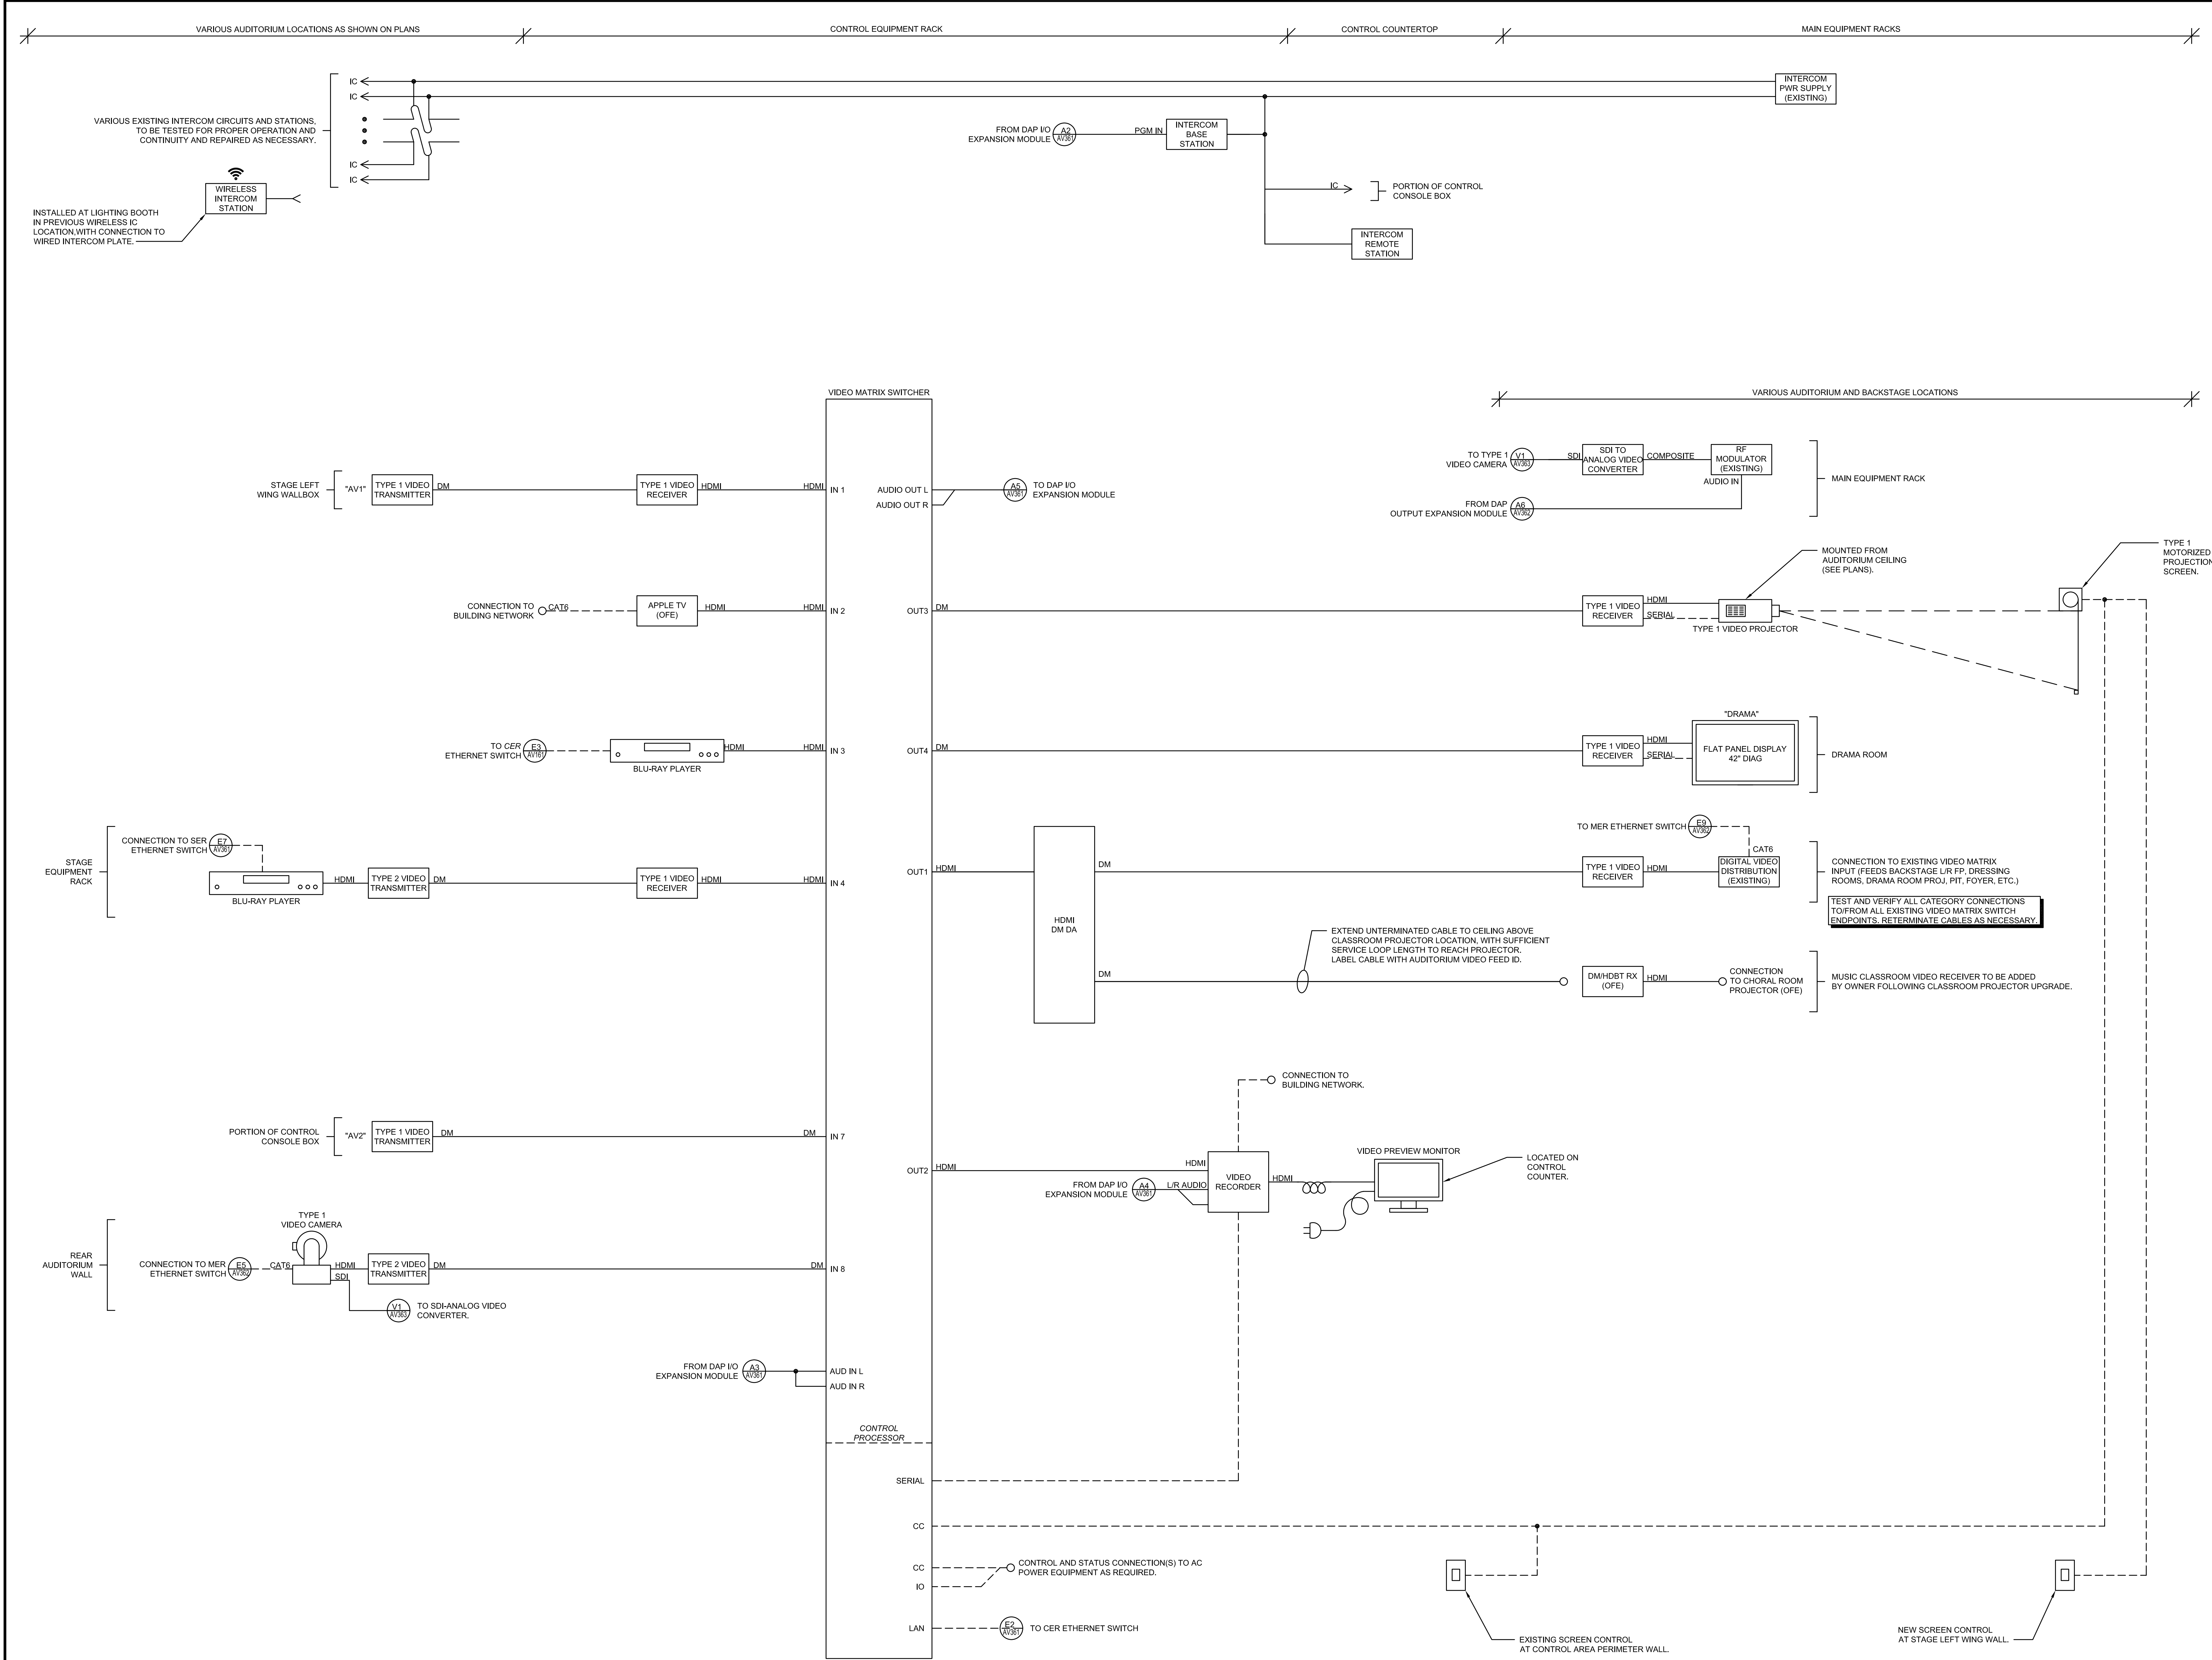 VARIOUS AUDITORIUM LOCATIONS AS SHOWN ON PLANS
CONTROL EQUIPMENT RACK
CONTROL COUNTERTOP
MAIN EQUIPMENT RACKS
IC
IC
IC
IC
VARIOUS EXISTING INTERCOM CIRCUITS AND STATIONS,
TO BE TESTED FOR PROPER OPERATION AND
CONTINUITY AND REPAIRED AS NECESSARY.
WIRELESS
INTERCOM
STATION
INSTALLED AT LIGHTING BOOTH
IN PREVIOUS WIRELESS IC
LOCATION,WITH CONNECTION TO
WIRED INTERCOM PLATE.
FROM DAP I/O
EXPANSION MODULE
A2
AV361
PGM IN
INTERCOM
BASE
STATION
INTERCOM
PWR SUPPLY
(EXISTING)
IC
PORTION OF CONTROL
CONSOLE BOX
INTERCOM
REMOTE
STATION
VIDEO MATRIX SWITCHER
VARIOUS AUDITORIUM AND BACKSTAGE LOCATIONS
STAGE LEFT
WING WALLBOX
"AV1"
TYPE 1 VIDEO
TRANSMITTER
DM
TYPE 1 VIDEO
RECEIVER
HDMI
HDMI
IN 1
AUDIO OUT L
AUDIO OUT R
A5
AV361
TO DAP I/O
EXPANSION MODULE
TO TYPE 1
VIDEO CAMERA
V1
AV363
SDI
SDI TO
ANALOG VIDEO
CONVERTER
COMPOSITE
RF
MODULATOR
(EXISTING)
AUDIO IN
FROM DAP
OUTPUT EXPANSION MODULE
A6
AV362
MAIN EQUIPMENT RACK
CONNECTION TO
BUILDING NETWORK
CAT6
APPLE TV
(OFE)
HDMI
HDMI
IN 2
OUT3
DM
TYPE 1 VIDEO
RECEIVER
HDMI
SERIAL
TYPE 1 VIDEO PROJECTOR
MOUNTED FROM
AUDITORIUM CEILING
(SEE PLANS).
TYPE 1
MOTORIZED
PROJECTION
SCREEN.
TO CER
ETHERNET SWITCH
E3
AV161
BLU-RAY PLAYER
HDMI
HDMI
IN 3
OUT4
DM
TYPE 1 VIDEO
RECEIVER
HDMI
SERIAL
"DRAMA"
FLAT PANEL DISPLAY
42" DIAG
DRAMA ROOM
STAGE
EQUIPMENT
RACK
CONNECTION TO SER
ETHERNET SWITCH
E7
AV361
BLU-RAY PLAYER
HDMI
TYPE 2 VIDEO
TRANSMITTER
DM
TYPE 1 VIDEO
RECEIVER
HDMI
HDMI
IN 4
OUT1
HDMI
HDMI
DM DA
DM
TYPE 1 VIDEO
RECEIVER
HDMI
TO MER ETHERNET SWITCH
E9
AV362
CAT6
DIGITAL VIDEO
DISTRIBUTION
(EXISTING)
CONNECTION TO EXISTING VIDEO MATRIX
INPUT (FEEDS BACKSTAGE L/R FP, DRESSING
ROOMS, DRAMA ROOM PROJ, PIT, FOYER, ETC.)
TEST AND VERIFY ALL CATEGORY CONNECTIONS
TO/FROM ALL EXISTING VIDEO MATRIX SWITCH
ENDPOINTS. RETERMINATE CABLES AS NECESSARY.
EXTEND UNTERMINATED CABLE TO CEILING ABOVE
CLASSROOM PROJECTOR LOCATION, WITH SUFFICIENT
SERVICE LOOP LENGTH TO REACH PROJECTOR.
LABEL CABLE WITH AUDITORIUM VIDEO FEED ID.
DM
DM/HDBT RX
(OFE)
HDMI
CONNECTION
TO CHORAL ROOM
PROJECTOR (OFE)
MUSIC CLASSROOM VIDEO RECEIVER TO BE ADDED
BY OWNER FOLLOWING CLASSROOM PROJECTOR UPGRADE.
PORTION OF CONTROL
CONSOLE BOX
"AV2"
TYPE 1 VIDEO
TRANSMITTER
DM
DM
IN 7
OUT2
HDMI
CONNECTION TO
BUILDING NETWORK.
FROM DAP I/O
EXPANSION MODULE
A4
AV361
HDMI
L/R AUDIO
VIDEO
RECORDER
HDMI
VIDEO PREVIEW MONITOR
LOCATED ON
CONTROL
COUNTER.
REAR
AUDITORIUM
WALL
CONNECTION TO MER
ETHERNET SWITCH
E5
AV362
CAT6
TYPE 1
VIDEO CAMERA
HDMI
SDI
TYPE 2 VIDEO
TRANSMITTER
DM
DM
IN 8
V1
AV363
TO SDI-ANALOG VIDEO
CONVERTER.
FROM DAP I/O
EXPANSION MODULE
A3
AV361
AUD IN L
AUD IN R
CONTROL
PROCESSOR
SERIAL
CC
CC
IO
CONTROL AND STATUS CONNECTION(S) TO AC
POWER EQUIPMENT AS REQUIRED.
LAN
E2
AV361
TO CER ETHERNET SWITCH
EXISTING SCREEN CONTROL
AT CONTROL AREA PERIMETER WALL.
NEW SCREEN CONTROL
AT STAGE LEFT WING WALL.